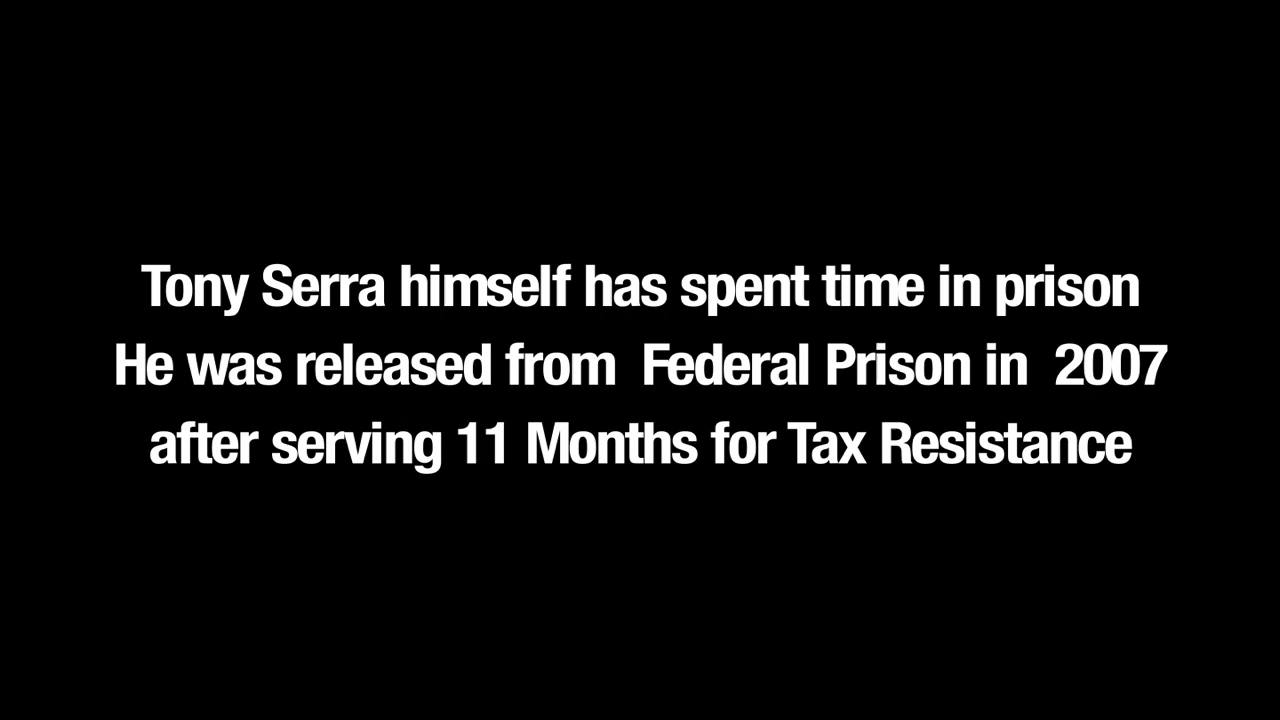 Tony Serra himself has spent time in prison
He was released from Federal Prison in 2007
after serving 11 Months for Tax Resistance